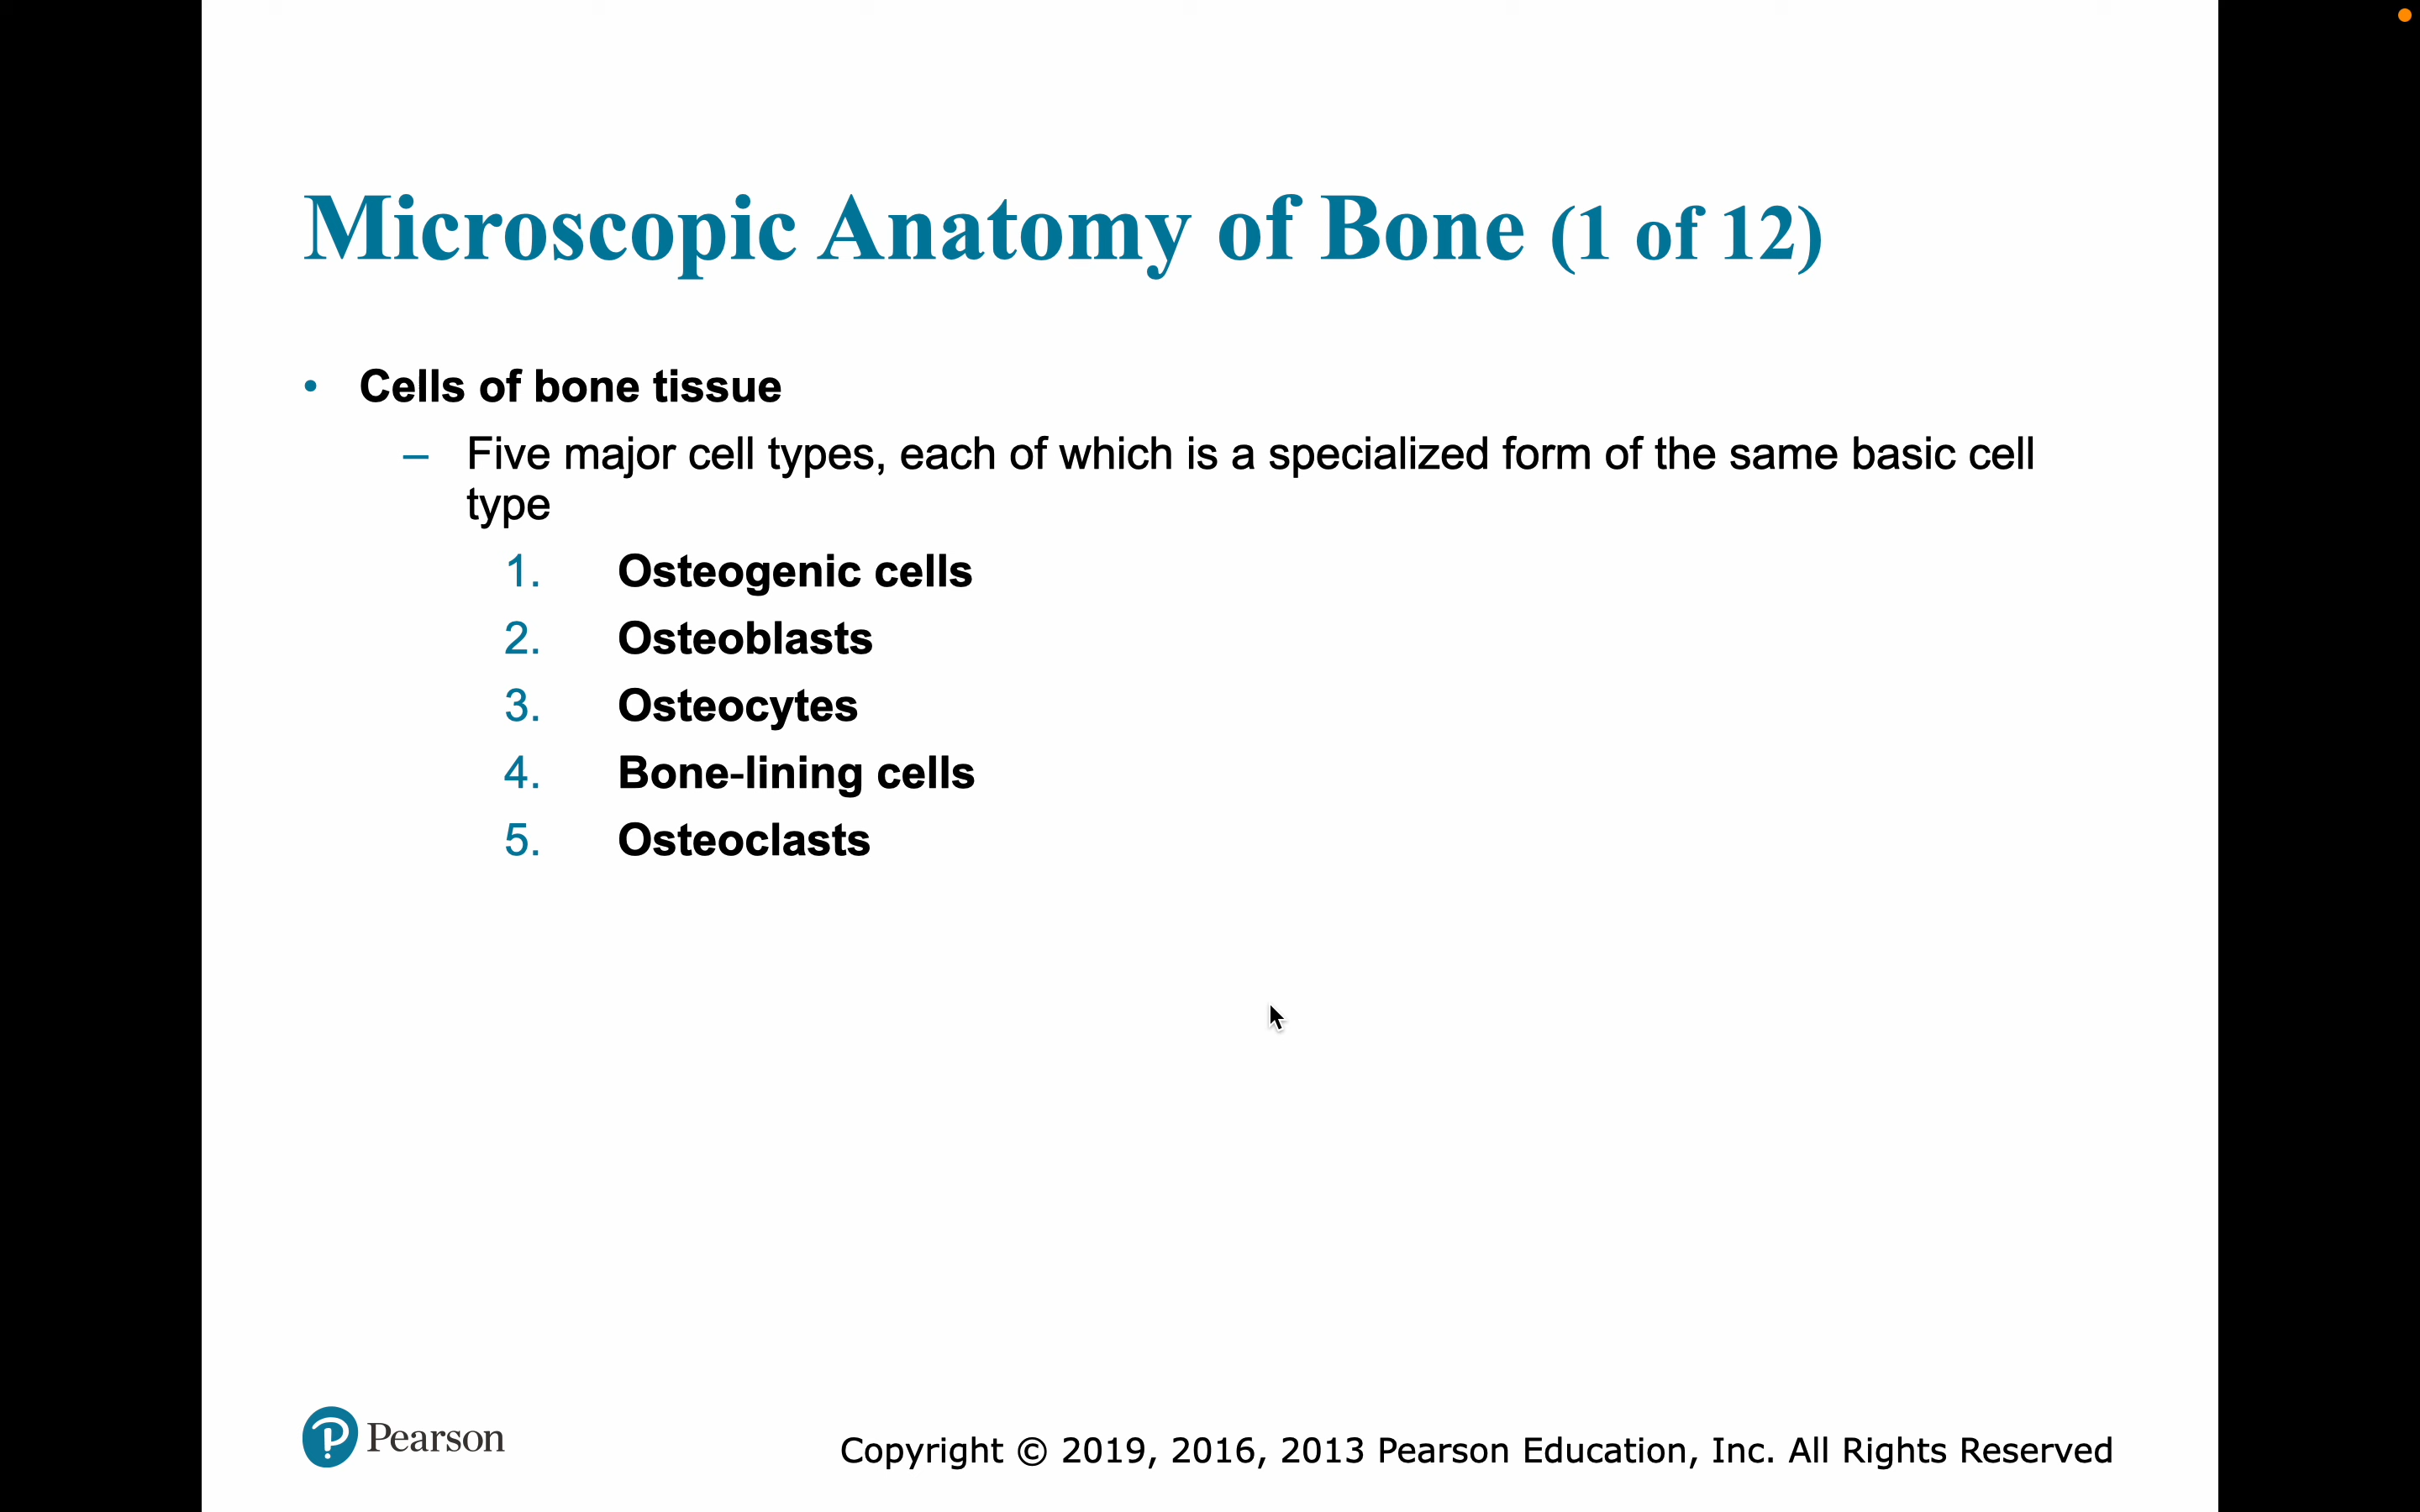 Microscopic Anatomy of Bone (1 of 12)
• Cells of bone tissue
– Five major cell types, each of which is a specialized form of the same basic cell
type
1. Osteogenic cells
2. Osteoblasts
3. Osteocytes
4. Bone-lining cells
5. Osteoclasts
Pearson
Copyright © 2019, 2016, 2013 Pearson Education, Inc. All Rights Reserved